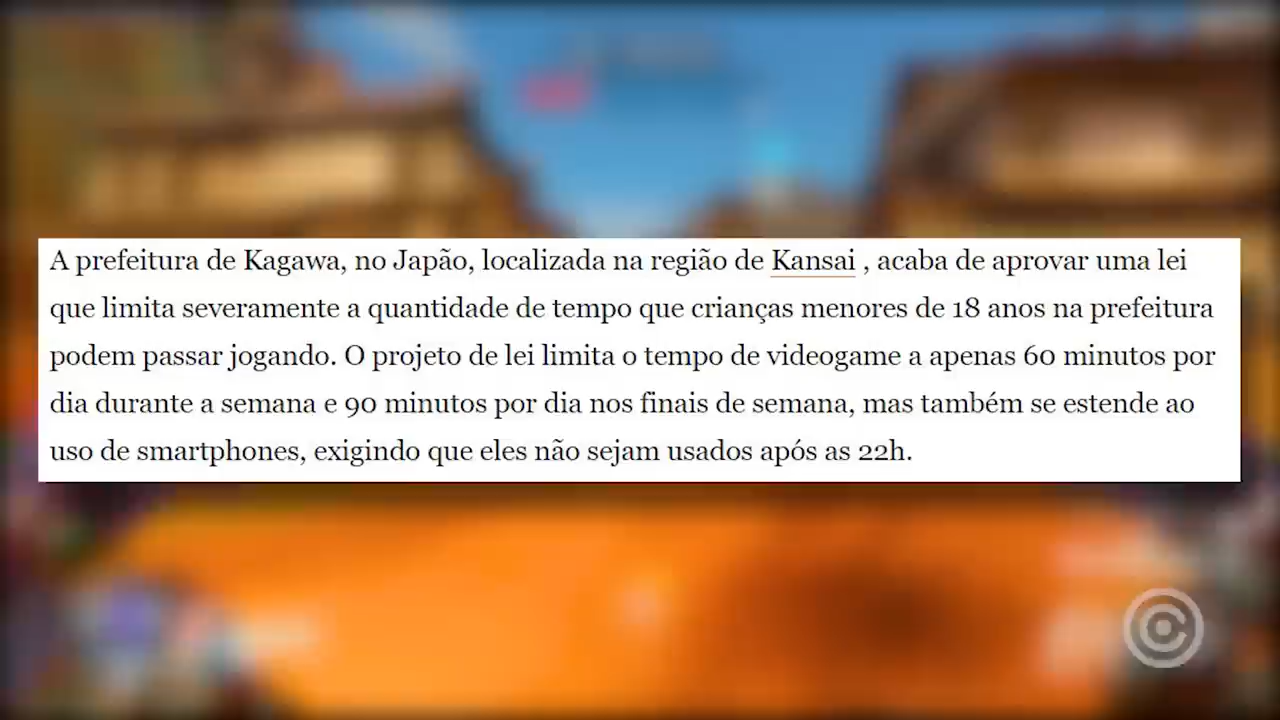 A prefeitura de Kagawa, no Japão, localizada na região de Kansai , acaba de aprovar uma lei
que limita severamente a quantidade de tempo que crianças menores de 18 anos na prefeitura
podem passar jogando. O projeto de lei limita o tempo de videogame a apenas 60 minutos por
dia durante a semana e 90 minutos por dia nos finais de semana, mas também se estende ao
uso de smartphones, exigindo que eles não sejam usados após as 22h.